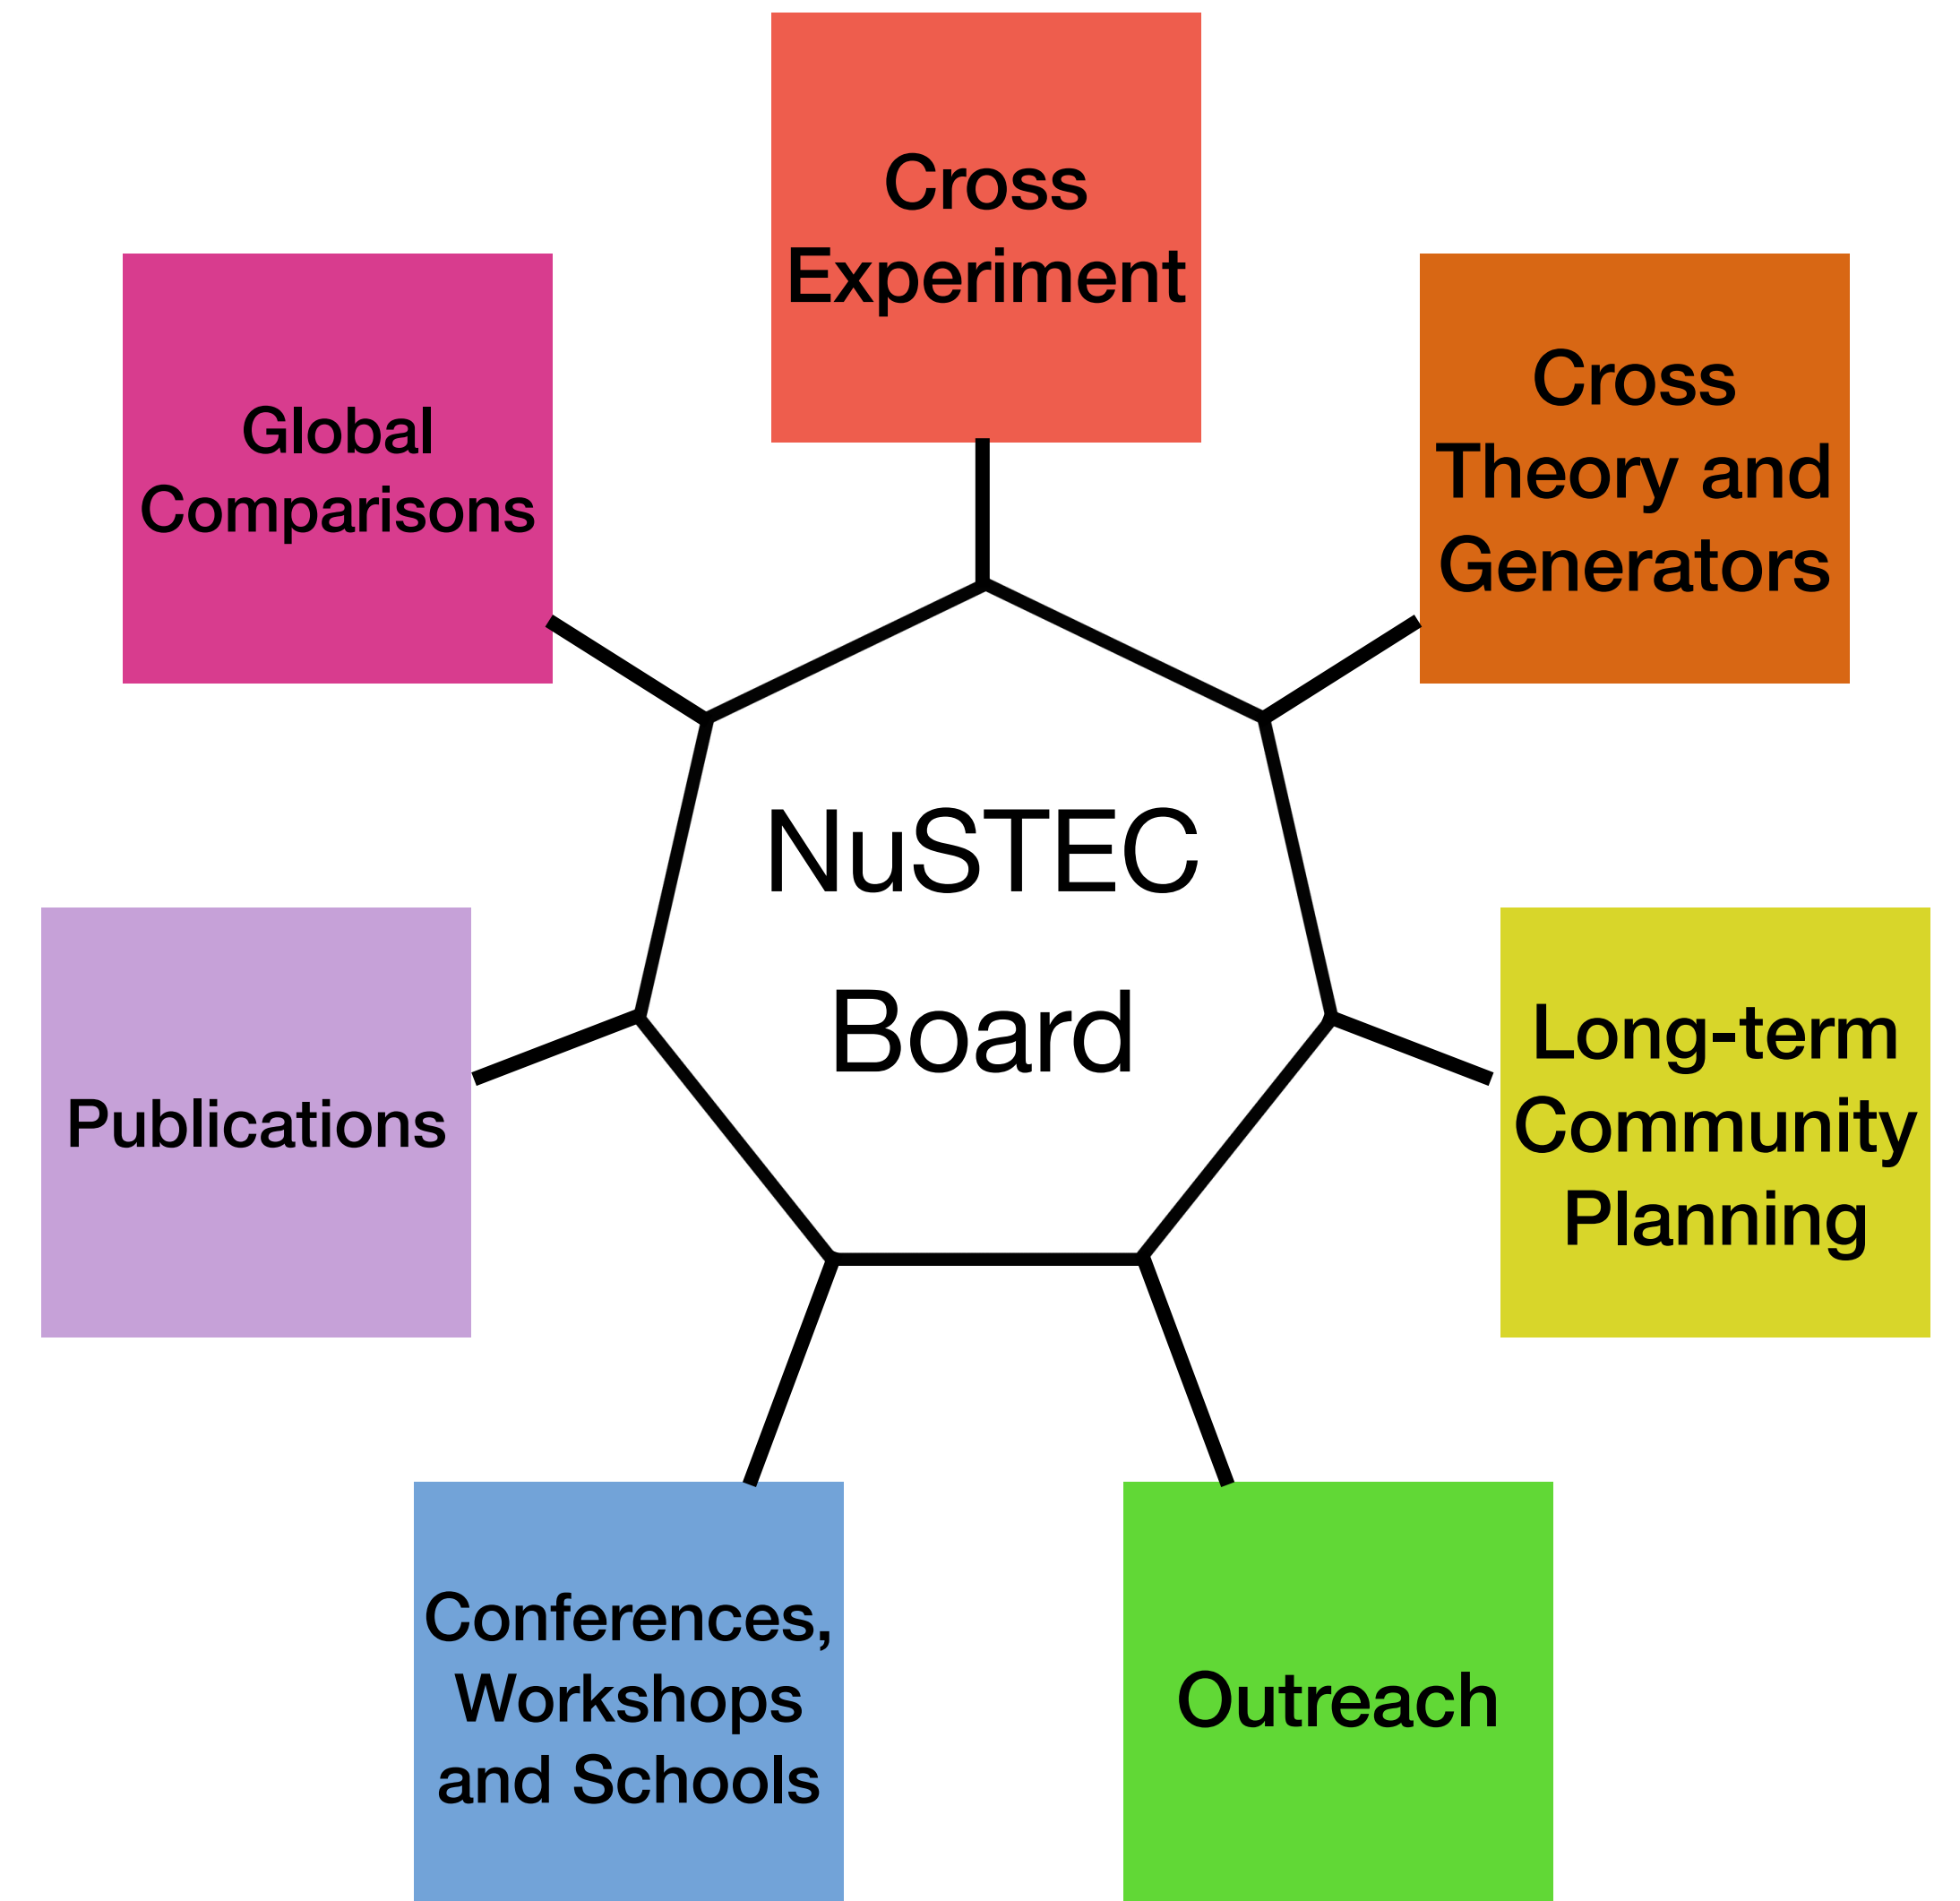 Cross
Experiment
Global
Comparisons
Cross
Theory and
Generators
NuSTEC
Board
Publications
Long-term
Community
Planning
Conferences,
Workshops
and Schools
Outreach